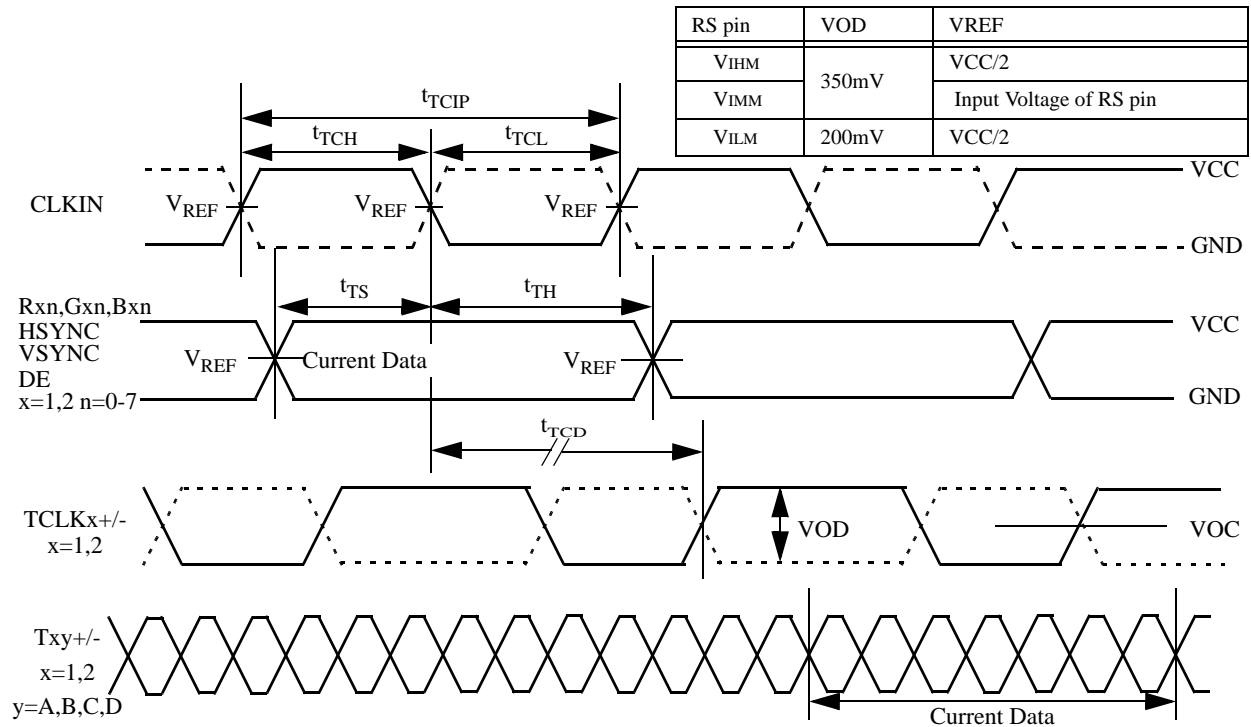 RS pin VOD VREF
VIHM 350mV VCC/2
VIMM Input Voltage of RS pin
VILM 200mV VCC/2
tTCIP
tTCH tTCL
VCC
CLKIN VREF VREF VREF
GND
tTS tTH
Rxn,Gxn,Bxn
HSYNC VCC
VSYNC VREF Current Data VREF
DE
x=1,2 n=0-7 GND
tTCD
TCLKx+/- VOD VOC
x=1,2
Txy+/-
x=1,2
y=A,B,C,D
Current Data